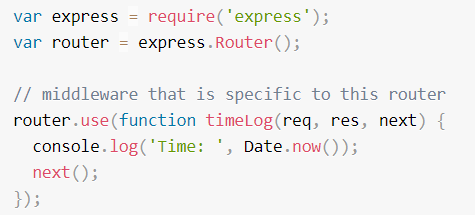 var express = require('express');
var router = express.Router();
// middleware that is specific to this router
router.use(function timeLog(req, res, next) {
  console.log('Time: ', Date.now());
  next();
});